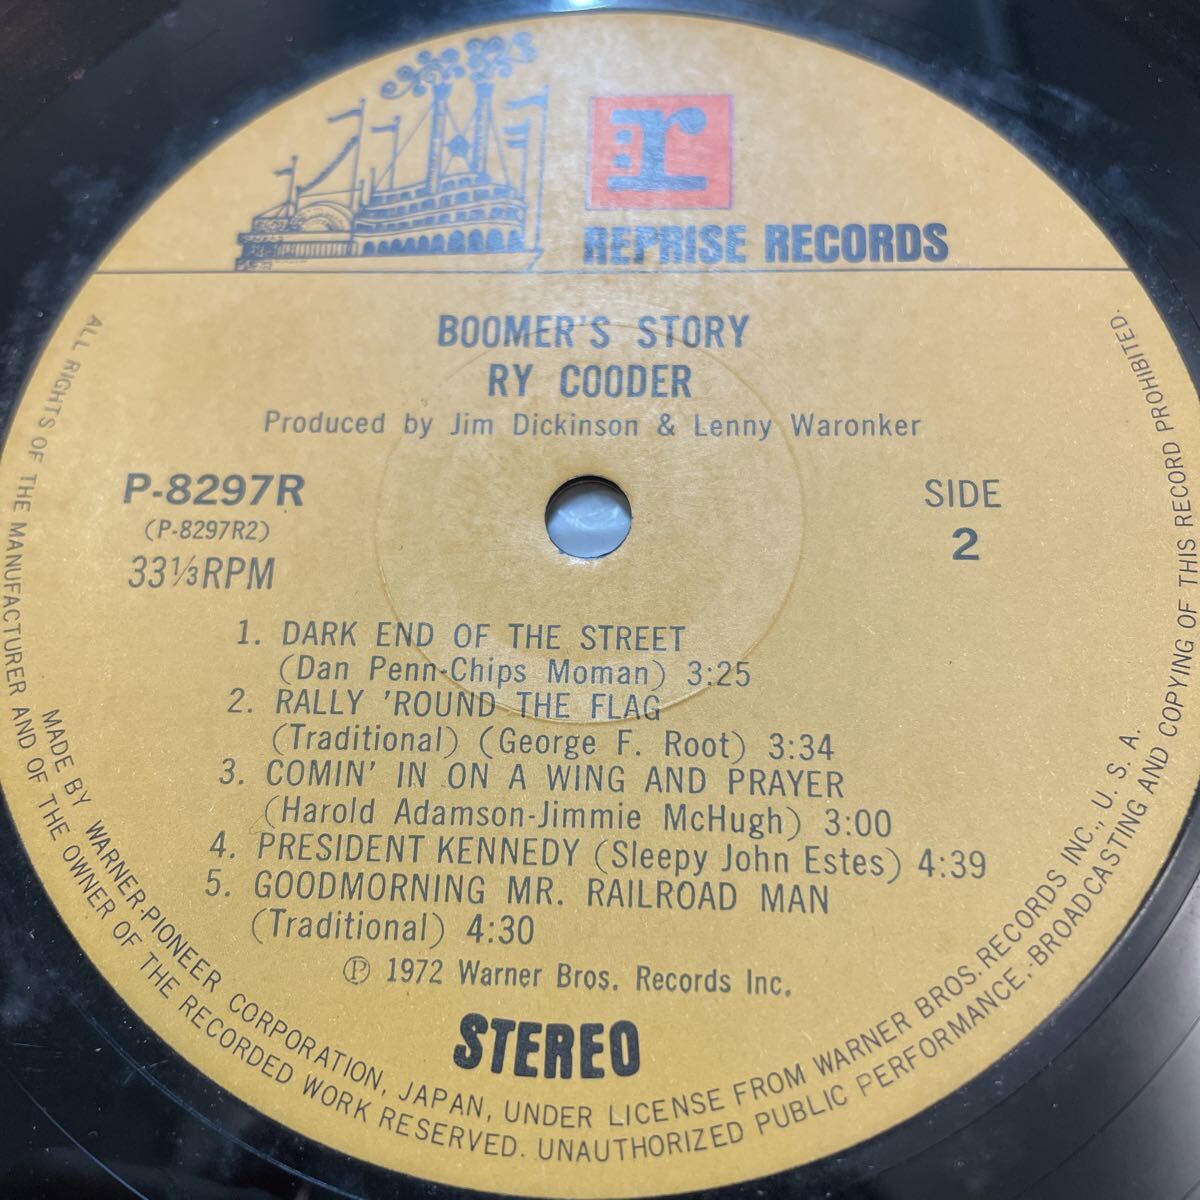 :r
REPRISE RECORDS
BOOMER'S STORY
RY COODER
Produced by Jim Dickinson & Lenny Waronker
P-8297R
(P-8297R2)
33 1/3 RPM
SIDE
2
1. DARK END OF THE STREET
(Dan Penn-Chips Moman) 3:25
2. RALLY 'ROUND THE FLAG
(Traditional) (George F. Root) 3:34
3. COMIN' IN ON A WING AND PRAYER
(Harold Adamson-Jimmie McHugh) 3:00
4. PRESIDENT KENNEDY (Sleepy John Estes) 4:39
5. GOODMORNING MR. RAILROAD MAN
(Traditional) 4:30
Ⓟ 1972 Warner Bros. Records Inc.
STEREO
MADE BY WARNER-PIONEER CORPORATION, JAPAN, UNDER LICENSE FROM WARNER BROS. RECORDS INC., U. S. A.
ALL RIGHTS OF THE MANUFACTURER AND OF THE OWNER OF THE RECORDED WORK RESERVED. UNAUTHORIZED PUBLIC PERFORMANCE, BROADCASTING AND COPYING OF THIS RECORD PROHIBITED.